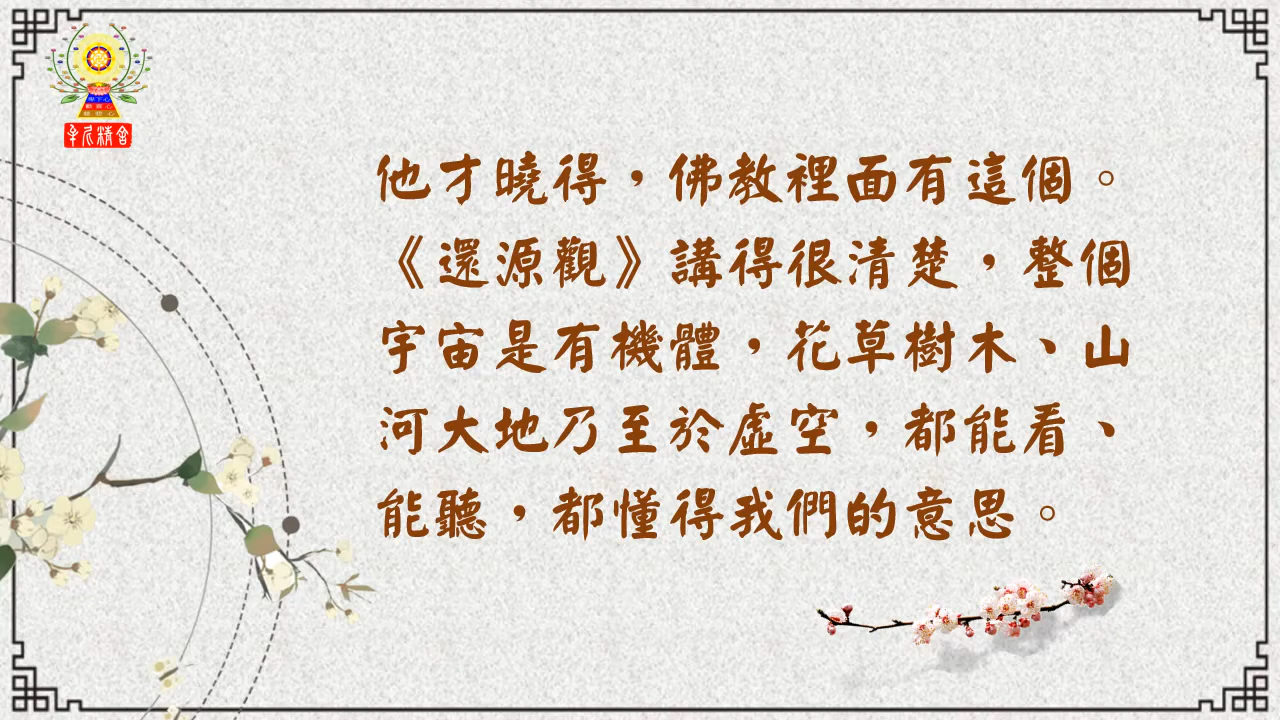 他才曉得，佛教裡面有這個。
《還源觀》講得很清楚，整個
宇宙是有機體，花草樹木、山
河大地乃至於虛空，都能看、
能聽，都懂得我們的意思。